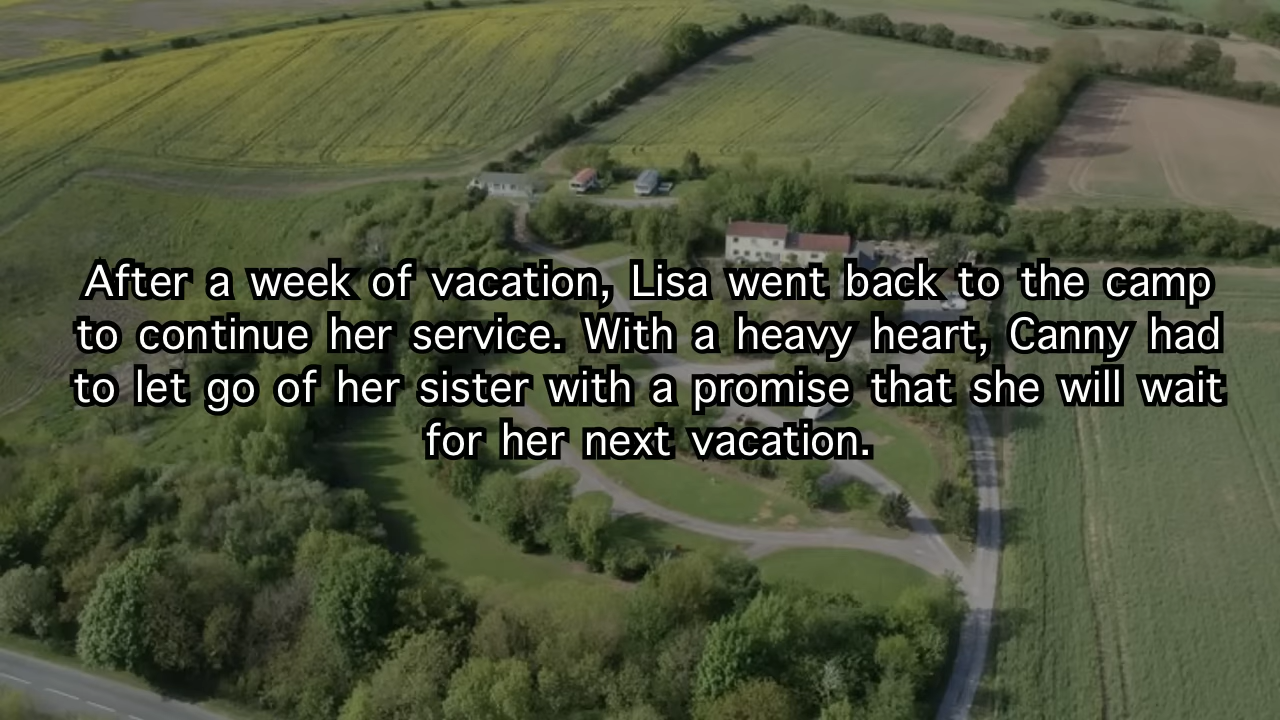 After a week of vacation, Lisa went back to the camp
to continue her service. With a heavy heart, Canny had
to let go of her sister with a promise that she will wait
for her next vacation.